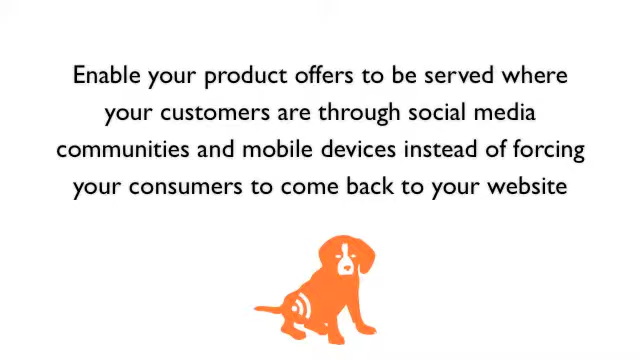 Enable your product offers to be served where
your customers are through social media
communities and mobile devices instead of forcing
your consumers to come back to your website